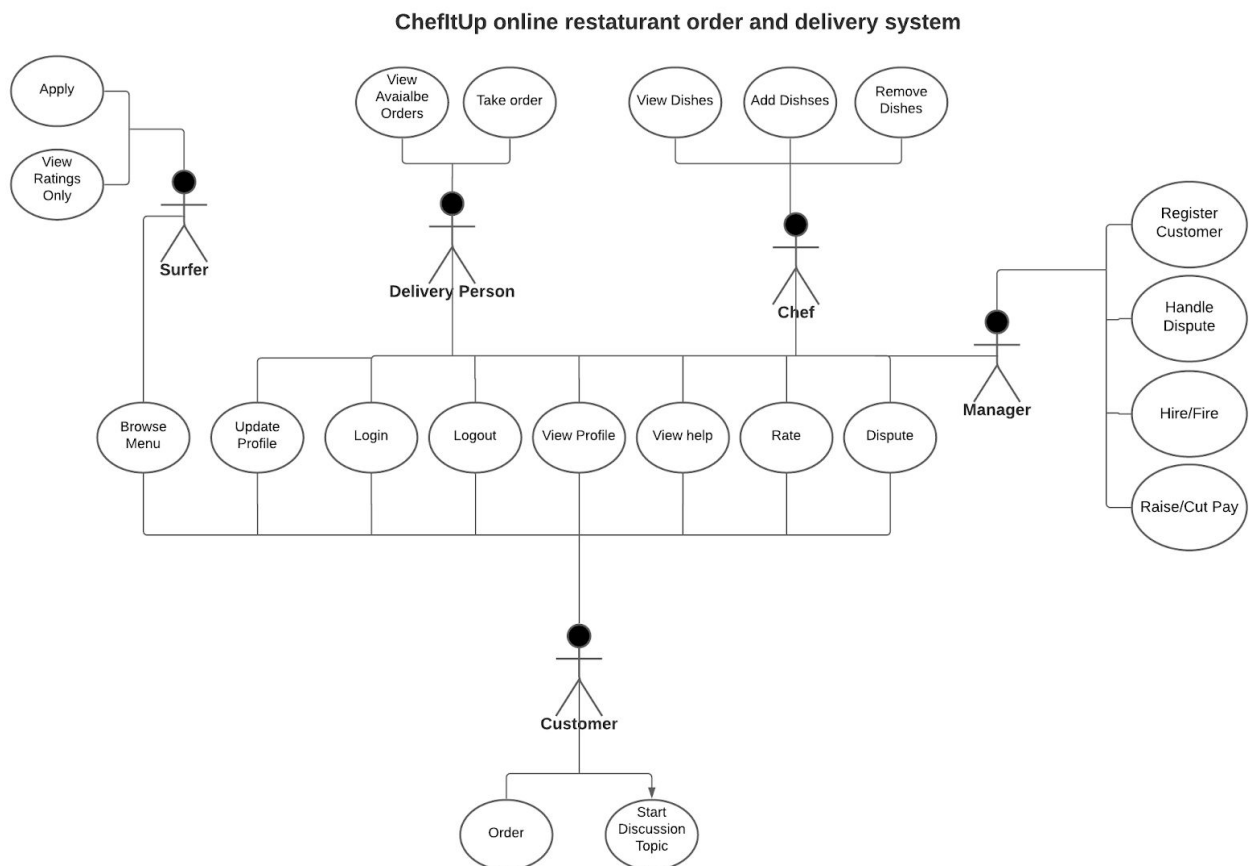 ChefItUp online restaturant order and delivery system
Apply
View
Ratings
Only
Surfer
View
Avaialbe
Orders
Take order
Delivery Person
View Dishes
Add Dishses
Remove
Dishes
Chef
Register
Customer
Handle
Dispute
Hire/Fire
Raise/Cut Pay
Manager
Browse
Menu
Update
Profile
Login
Logout
View Profile
View help
Rate
Dispute
Customer
Order
Start
Discussion
Topic